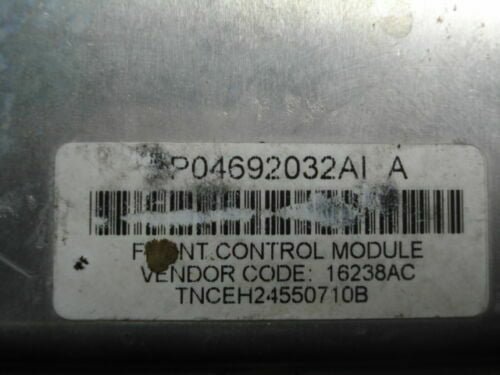 P04692032AI A
FRONT CONTROL MODULE
VENDOR CODE: 16238AC
TNCEH24550710B